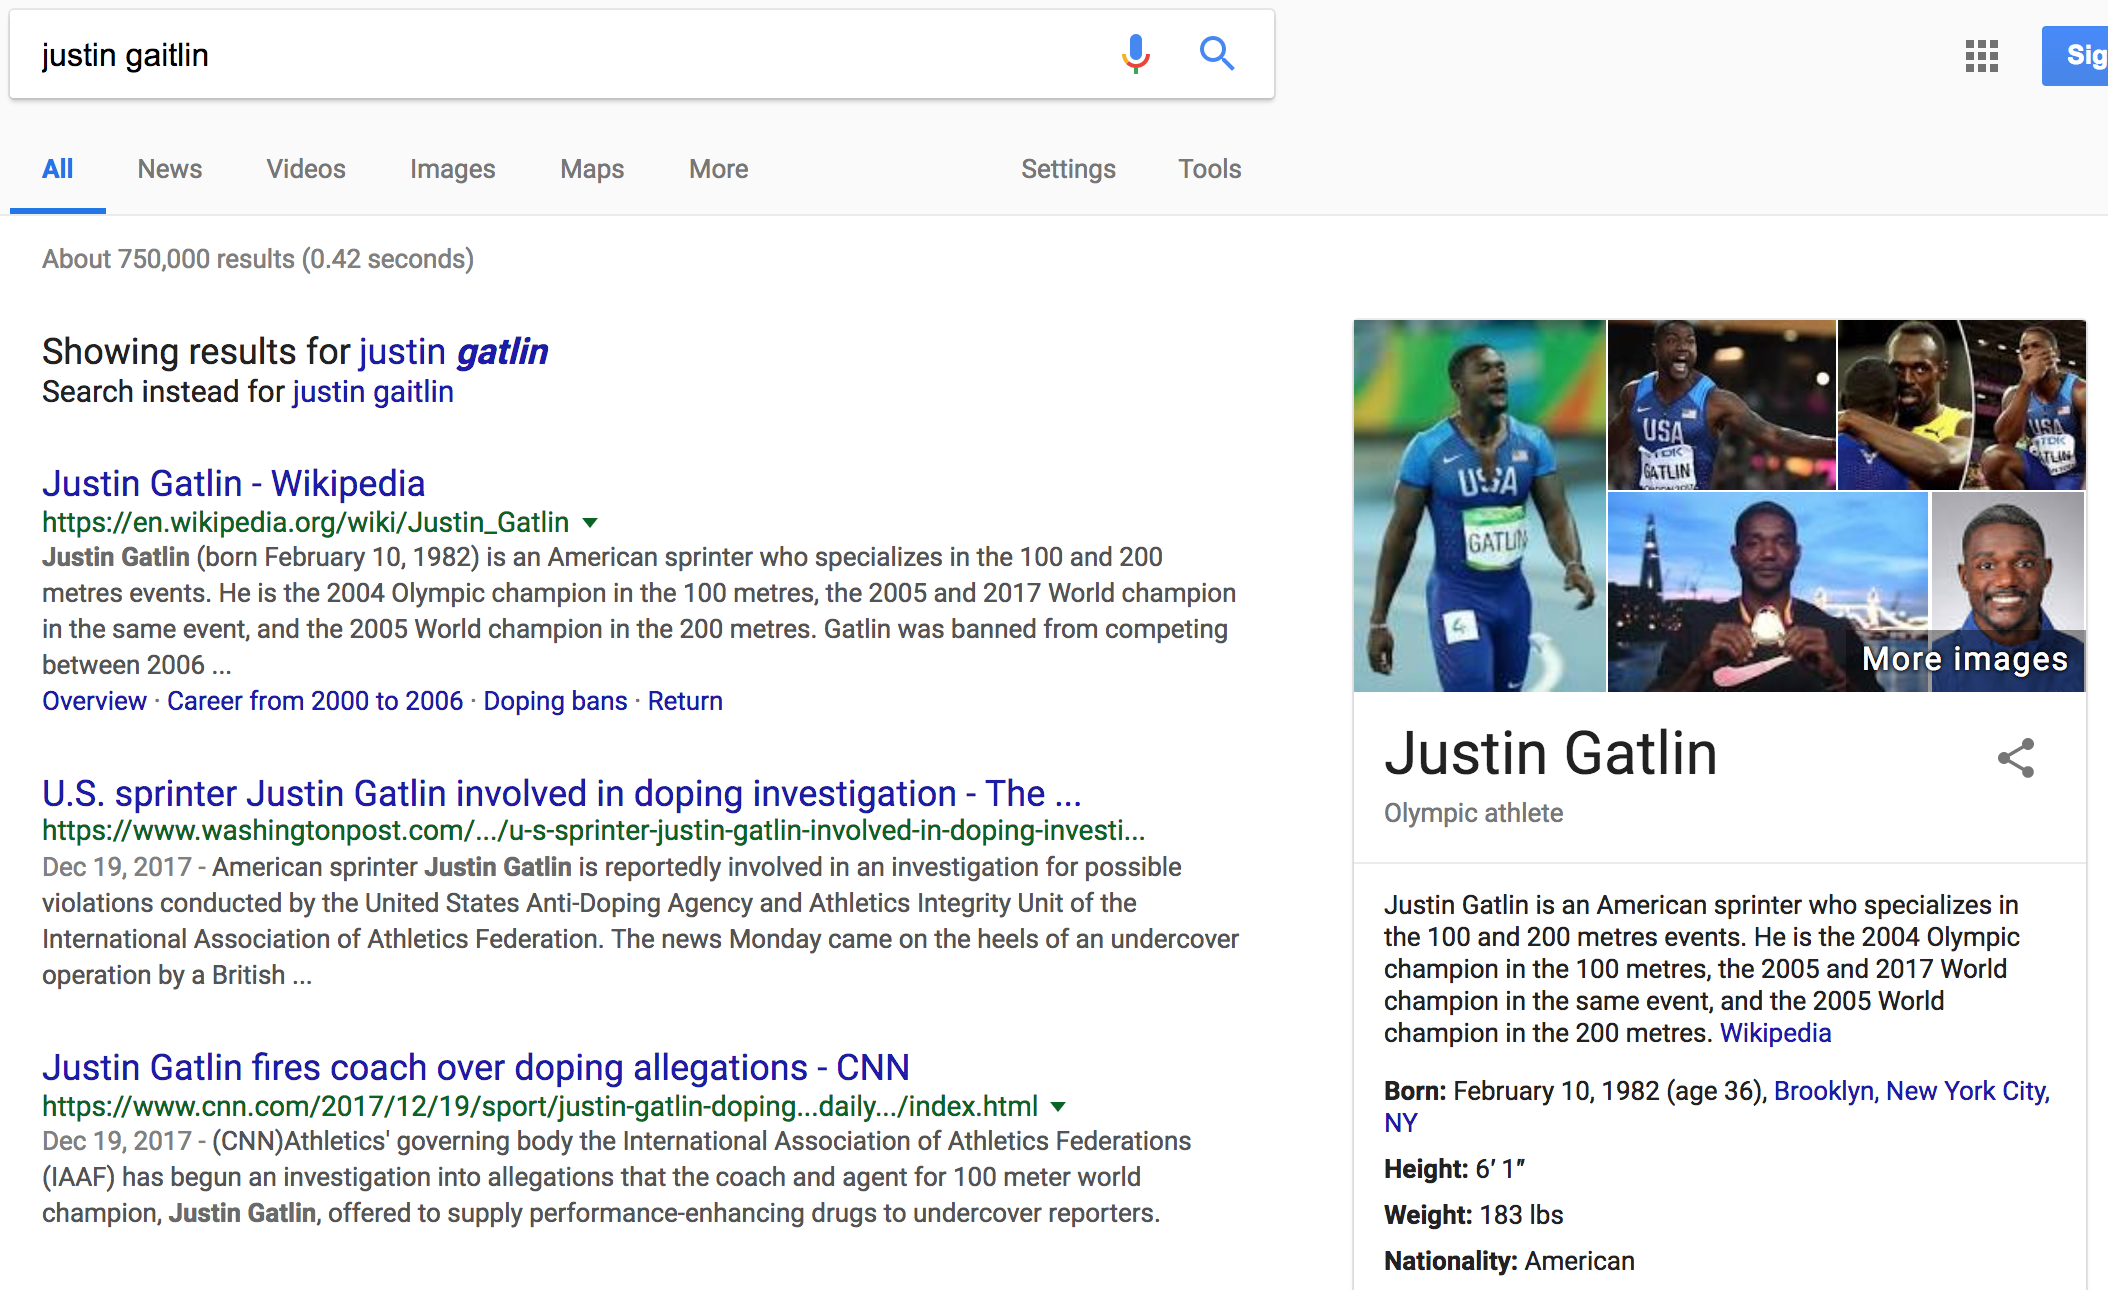 justin gaitlin
Sig
All News Videos Images Maps More Settings Tools
About 750,000 results (0.42 seconds)
Showing results for justin gatlin
Search instead for justin gaitlin
Justin Gatlin - Wikipedia
https://en.wikipedia.org/wiki/Justin_Gatlin
Justin Gatlin (born February 10, 1982) is an American sprinter who specializes in the 100 and 200
metres events. He is the 2004 Olympic champion in the 100 metres, the 2005 and 2017 World champion
in the same event, and the 2005 World champion in the 200 metres. Gatlin was banned from competing
between 2006 ...
Overview · Career from 2000 to 2006 · Doping bans · Return
U.S. sprinter Justin Gatlin involved in doping investigation - The ...
https://www.washingtonpost.com/.../u-s-sprinter-justin-gatlin-involved-in-doping-investi...
Dec 19, 2017 - American sprinter Justin Gatlin is reportedly involved in an investigation for possible
violations conducted by the United States Anti-Doping Agency and Athletics Integrity Unit of the
International Association of Athletics Federation. The news Monday came on the heels of an undercover
operation by a British ...
Justin Gatlin fires coach over doping allegations - CNN
https://www.cnn.com/2017/12/19/sport/justin-gatlin-doping...daily.../index.html
Dec 19, 2017 - (CNN)Athletics' governing body the International Association of Athletics Federations
(IAAF) has begun an investigation into allegations that the coach and agent for 100 meter world
champion, Justin Gatlin, offered to supply performance-enhancing drugs to undercover reporters.
USA
GATLIN
4
USA
TDK
GATLIN
USA
TDK
ATLIN
More images
Justin Gatlin
Olympic athlete
Justin Gatlin is an American sprinter who specializes in
the 100 and 200 metres events. He is the 2004 Olympic
champion in the 100 metres, the 2005 and 2017 World
champion in the same event, and the 2005 World
champion in the 200 metres. Wikipedia
Born: February 10, 1982 (age 36), Brooklyn, New York City,
NY
Height: 6′ 1″
Weight: 183 lbs
Nationality: American